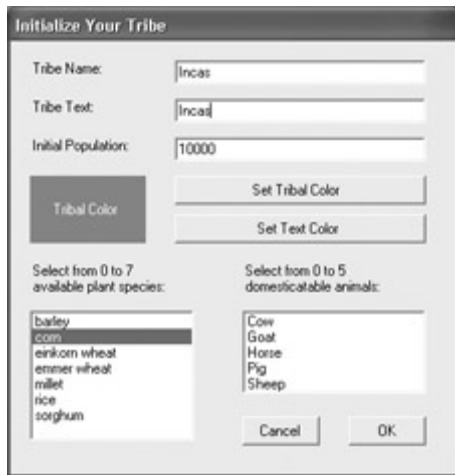 Initialize Your Tribe
Tribe Name: Incas
Tribe Text: Incas
Initial Population: 10000
Tribal Color
Set Tribal Color
Set Text Color
Select from 0 to 7
available plant species:
barley
corn
einkorn wheat
emmer wheat
millet
rice
sorghum
Select from 0 to 5
domesticatable animals:
Cow
Goat
Horse
Pig
Sheep
Cancel OK